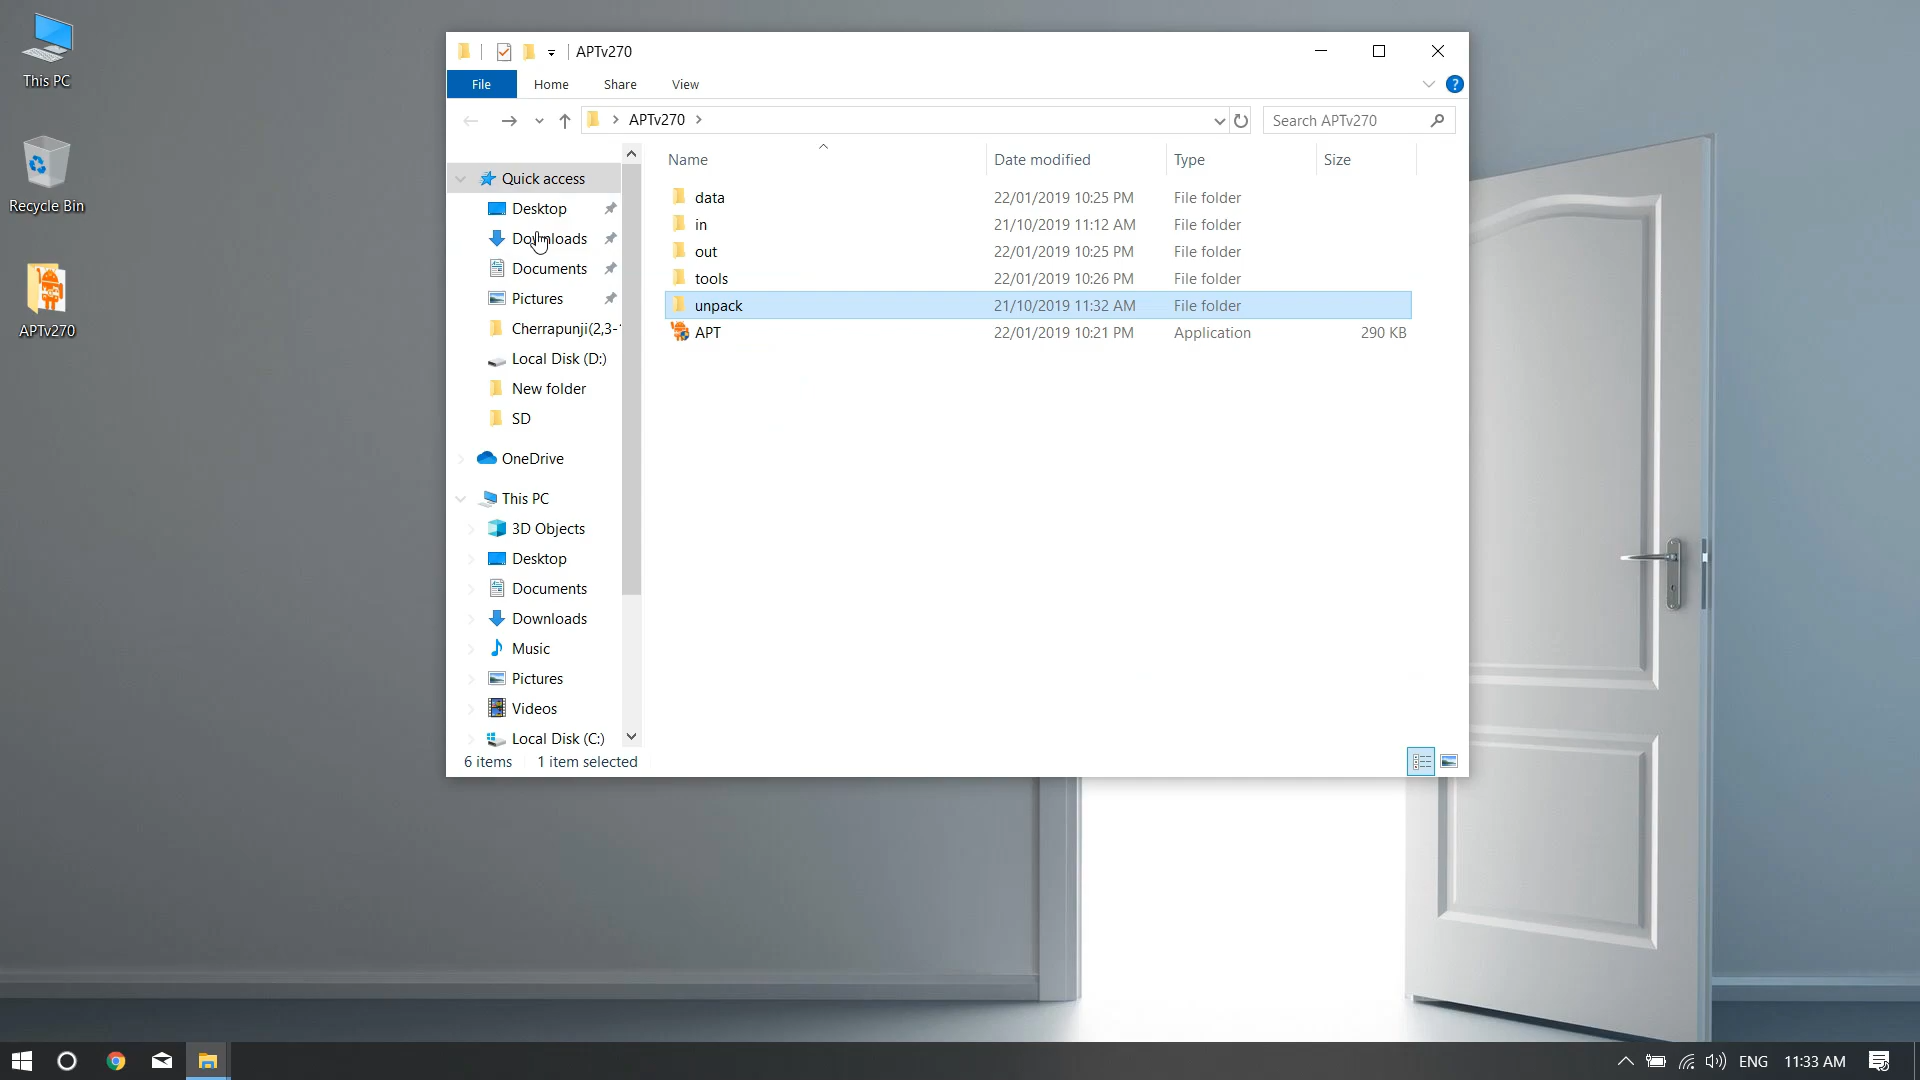 This PC
Recycle Bin
APTv270
APTv270
File Home Share View
APTv270
Search APTv270
Quick access
Desktop
Downloads
Documents
Pictures
Cherrapunji(2,3-
Local Disk (D:)
New folder
SD
OneDrive
This PC
3D Objects
Desktop
Documents
Downloads
Music
Pictures
Videos
Local Disk (C:)
Name Date modified Type Size
data 22/01/2019 10:25 PM File folder
in 21/10/2019 11:12 AM File folder
out 22/01/2019 10:25 PM File folder
tools 22/01/2019 10:26 PM File folder
unpack 21/10/2019 11:32 AM File folder
APT 22/01/2019 10:21 PM Application 290 KB
6 items 1 item selected
ENG 11:33 AM